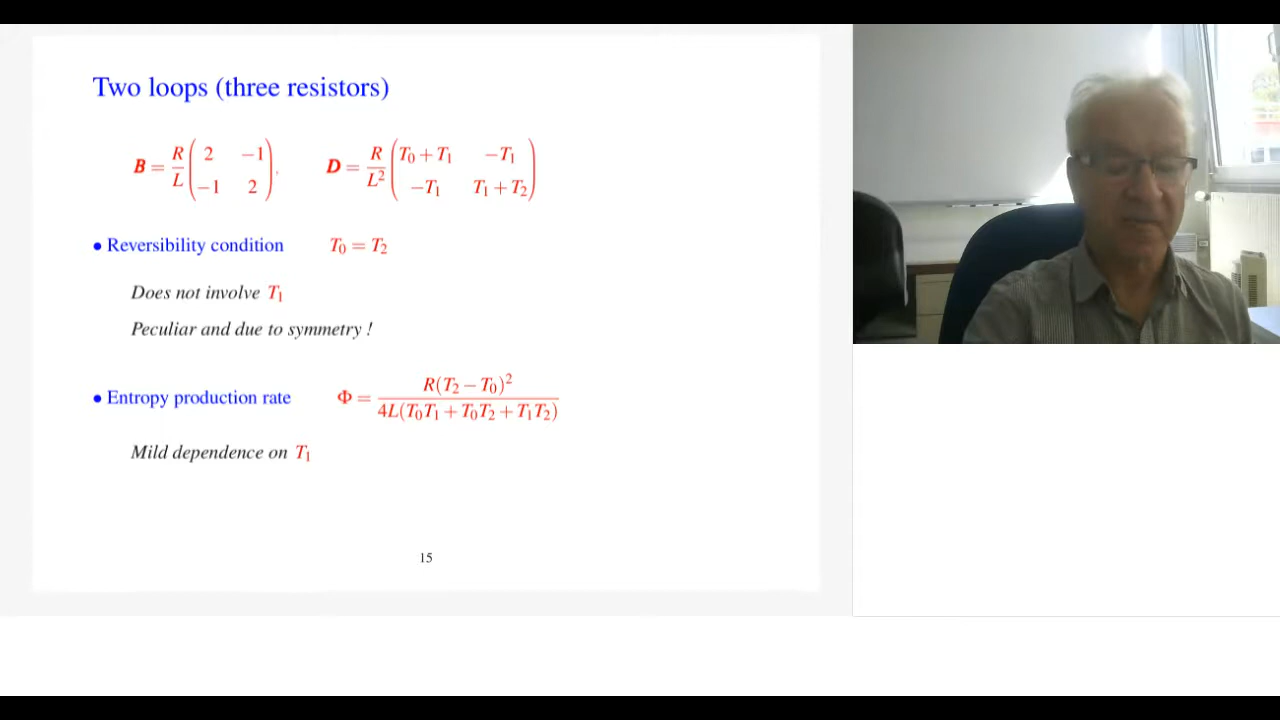 Two loops (three resistors)
B = R/L ( 2 −1 ; −1 2 ), D = R/L² ( T₀ + T₁ −T₁ ; −T₁ T₁ + T₂ )
• Reversibility condition T₀ = T₂
Does not involve T₁
Peculiar and due to symmetry !
• Entropy production rate Φ = R(T₂ − T₀)² / 4L(T₀T₁ + T₀T₂ + T₁T₂)
Mild dependence on T₁
15